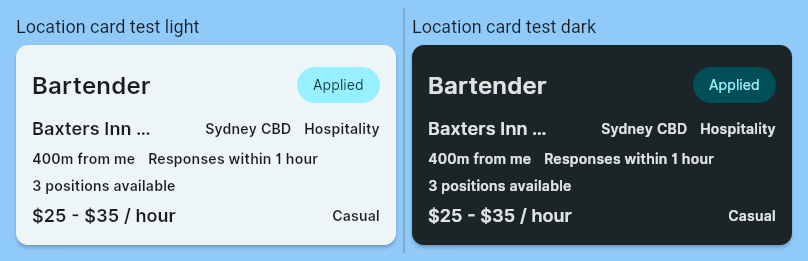 Location card test light
Bartender Applied
Baxters Inn ... Sydney CBD Hospitality
400m from me Responses within 1 hour
3 positions available
$25 - $35 / hour Casual
Location card test dark
Bartender Applied
Baxters Inn ... Sydney CBD Hospitality
400m from me Responses within 1 hour
3 positions available
$25 - $35 / hour Casual